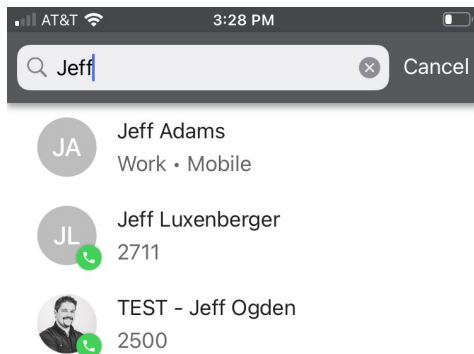 AT&T 3:28 PM
Jeff Cancel
JA
Jeff Adams
Work • Mobile
JL
Jeff Luxenberger
2711
TEST - Jeff Ogden
2500